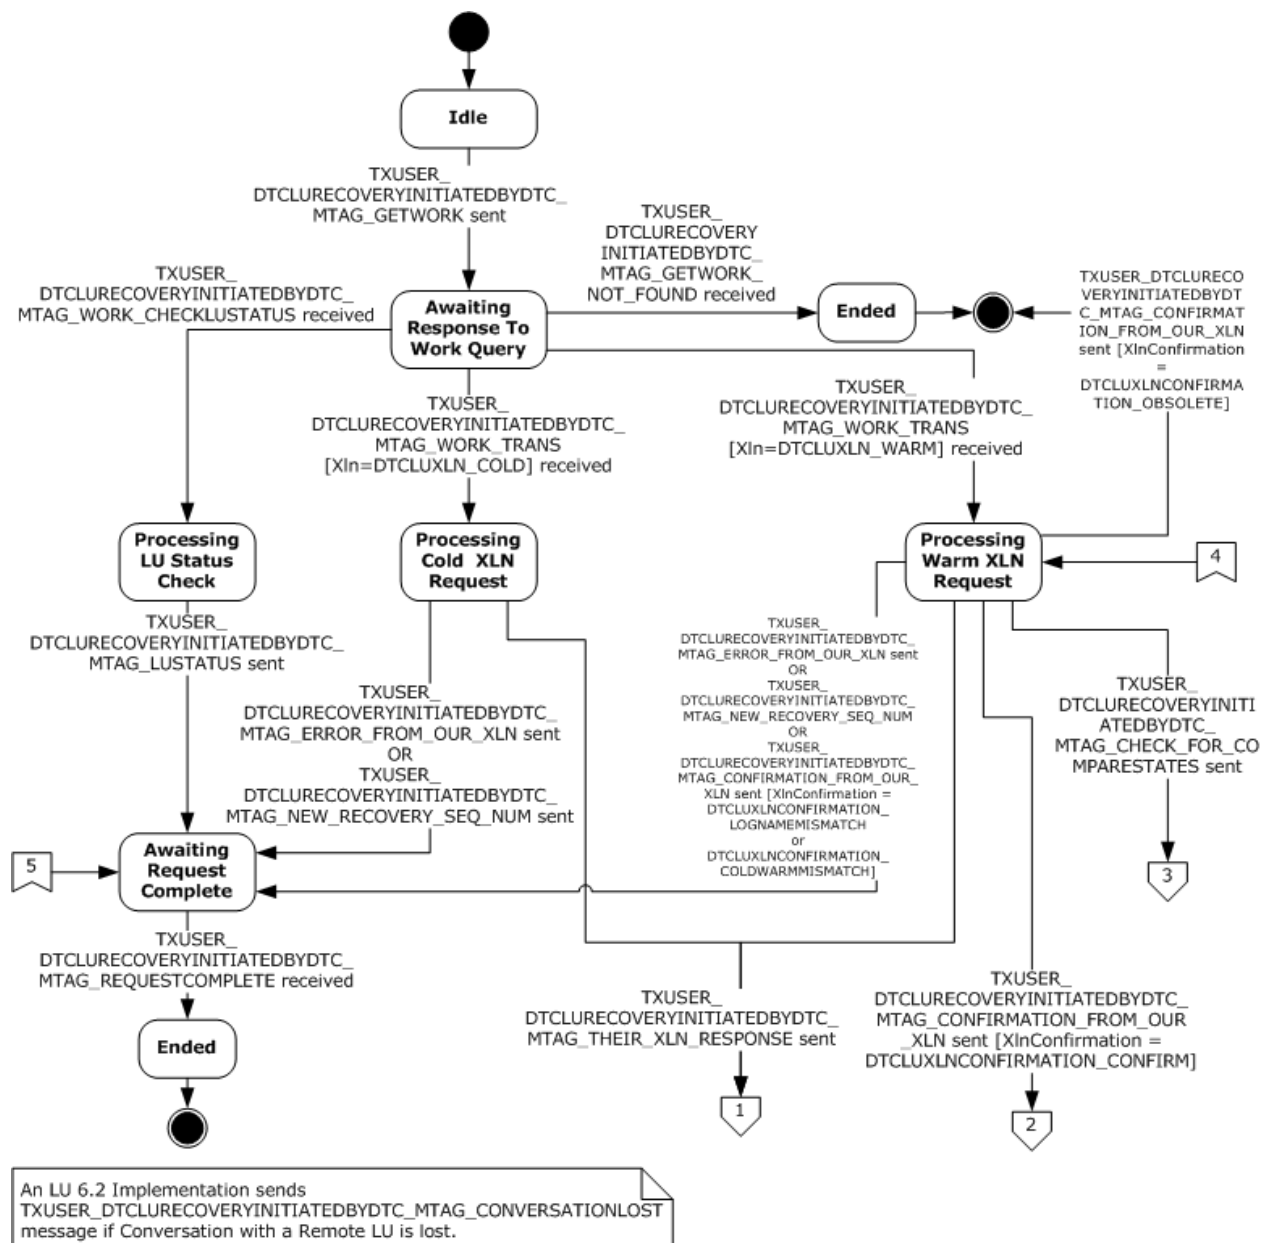 Idle
TXUSER_
DTCLURECOVERYINITIATEDBYDTC_
MTAG_GETWORK sent
TXUSER_
DTCLURECOVERY
INITIATEDBYDTC_
MTAG_GETWORK_
NOT_FOUND received
TXUSER_
DTCLURECOVERYINITIATEDBYDTC_
MTAG_WORK_CHECKLUSTATUS received
Awaiting
Response To
Work Query
Ended
TXUSER_DTCLURECO
VERYINITIATEDBYDT
C_MTAG_CONFIRMAT
ION_FROM_OUR_XLN
sent [XlnConfirmation
=
DTCLUXLNCONFIRMA
TION_OBSOLETE]
TXUSER_
DTCLURECOVERYINITIATEDBYDTC_
MTAG_WORK_TRANS
[Xln=DTCLUXLN_COLD] received
TXUSER_
DTCLURECOVERYINITIATEDBYDTC_
MTAG_WORK_TRANS
[Xln=DTCLUXLN_WARM] received
Processing
LU Status
Check
Processing
Cold XLN
Request
Processing
Warm XLN
Request
4
TXUSER_
DTCLURECOVERYINITIATEDBYDTC_
MTAG_LUSTATUS sent
TXUSER_
DTCLURECOVERYINITIATEDBYDTC_
MTAG_ERROR_FROM_OUR_XLN sent
OR
TXUSER_
DTCLURECOVERYINITIATEDBYDTC_
MTAG_NEW_RECOVERY_SEQ_NUM sent
TXUSER_
DTCLURECOVERYINITIATEDBYDTC_
MTAG_ERROR_FROM_OUR_XLN sent
OR
TXUSER_
DTCLURECOVERYINITIATEDBYDTC_
MTAG_NEW_RECOVERY_SEQ_NUM
OR
TXUSER_
DTCLURECOVERYINITIATEDBYDTC_
MTAG_CONFIRMATION_FROM_OUR_
XLN sent [XlnConfirmation =
DTCLUXLNCONFIRMATION_
LOGNAMEMISMATCH
or
DTCLUXLNCONFIRMATION_
COLDWARMMISMATCH]
TXUSER_
DTCLURECOVERYINITI
ATEDBYDTC_
MTAG_CHECK_FOR_CO
MPARESTATES sent
5
Awaiting
Request
Complete
3
TXUSER_
DTCLURECOVERYINITIATEDBYDTC_
MTAG_REQUESTCOMPLETE received
TXUSER_
DTCLURECOVERYINITIATEDBYDTC_
MTAG_THEIR_XLN_RESPONSE sent
TXUSER_
DTCLURECOVERYINITIATEDBYDTC_
MTAG_CONFIRMATION_FROM_OUR
_XLN sent [XlnConfirmation =
DTCLUXLNCONFIRMATION_CONFIRM]
Ended
1
2
An LU 6.2 Implementation sends
TXUSER_DTCLURECOVERYINITIATEDBYDTC_MTAG_CONVERSATIONLOST
message if Conversation with a Remote LU is lost.